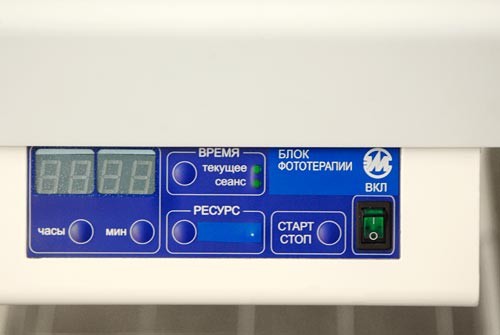 ВРЕМЯ
текущее
сеанс
БЛОК
ФОТОТЕРАПИИ
ВКЛ
часы
мин
РЕСУРС
СТАРТ
СТОП